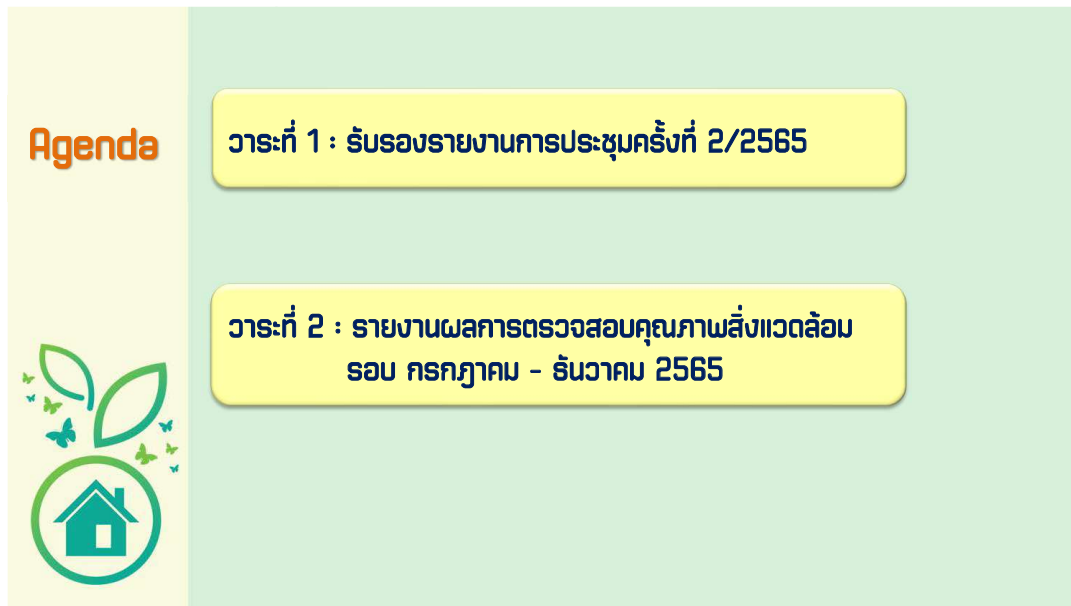 Agenda
วาระที่ 1 : รับรองรายงานการประชุมครั้งที่ 2/2565
วาระที่ 2 : รายงานผลการตรวจสอบคุณภาพสิ่งแวดล้อม
รอบ กรกฎาคม - ธันวาคม 2565